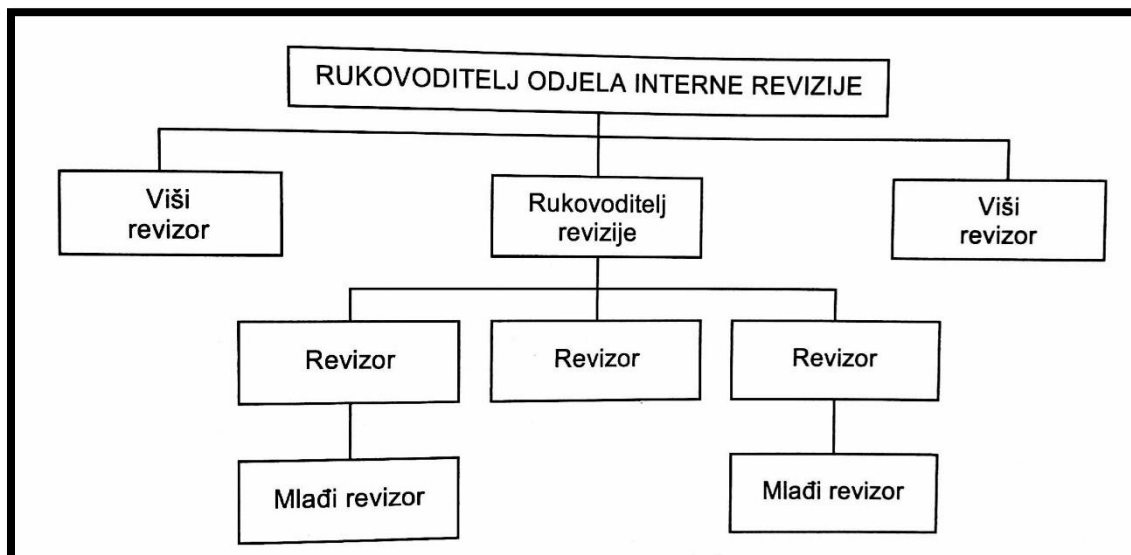 RUKOVODITELJ ODJELA INTERNE REVIZIJE
Viši
revizor
Rukovoditelj
revizije
Viši
revizor
Revizor
Revizor
Revizor
Mlađi revizor
Mlađi revizor